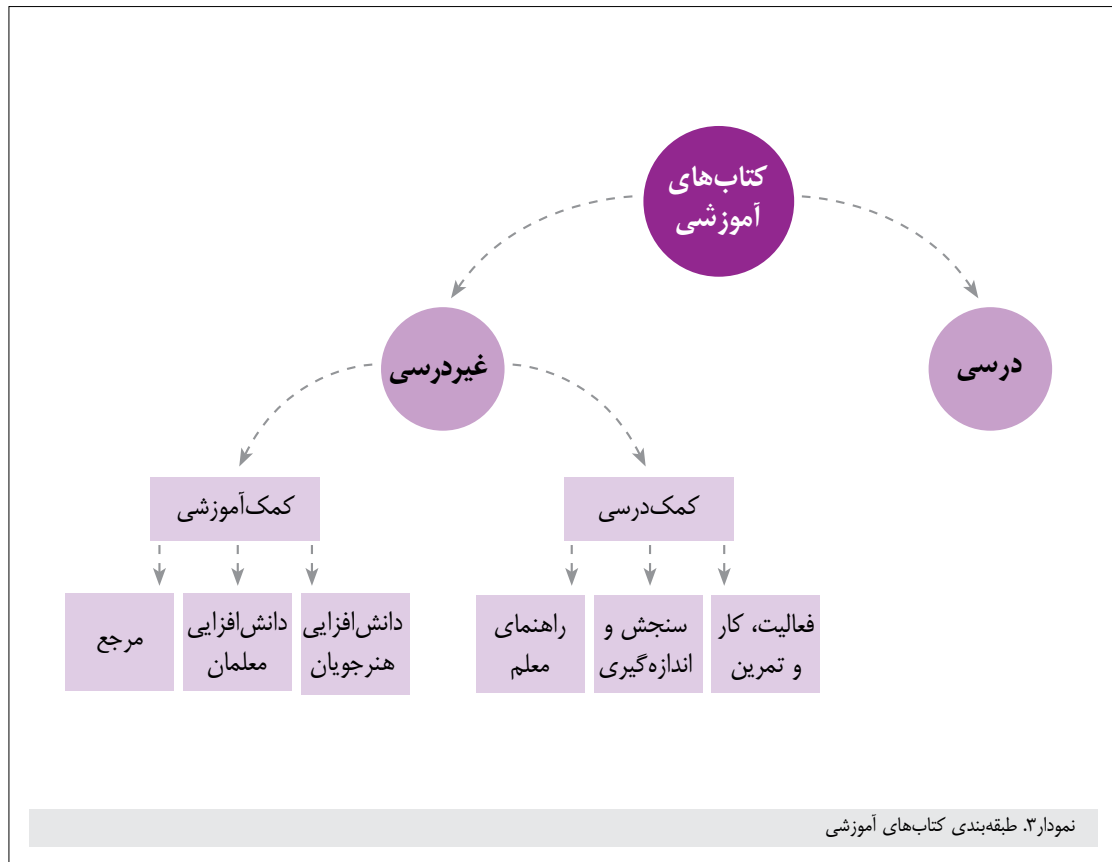 کتاب‌های
آموزشی
درسی
غیردرسی
کمک‌درسی
کمک‌آموزشی
فعالیت، کار
و تمرین
سنجش و
اندازه‌گیری
راهنمای
معلم
دانش‌افزایی
هنرجویان
دانش‌افزایی
معلمان
مرجع
نمودار۳. طبقه‌بندی کتاب‌های آموزشی